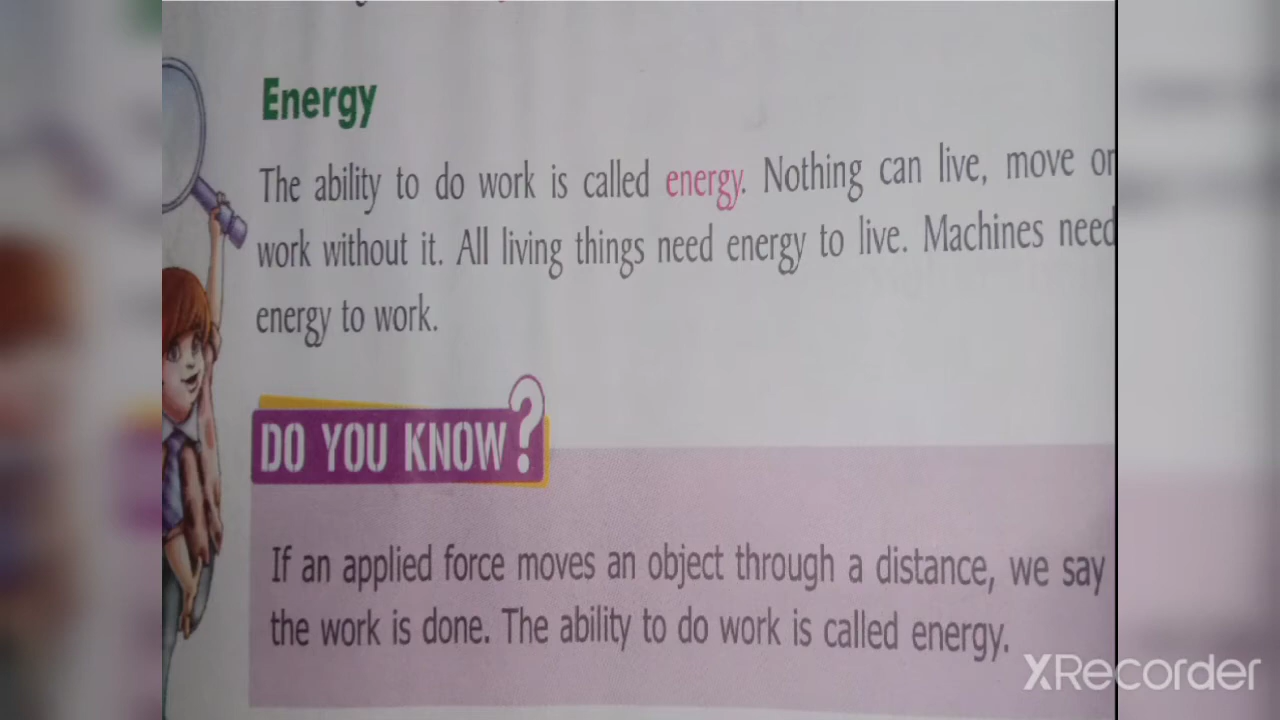 Energy
The ability to do work is called energy. Nothing can live, move or
work without it. All living things need energy to live. Machines need
energy to work.
DO YOU KNOW?
If an applied force moves an object through a distance, we say
the work is done. The ability to do work is called energy.
XRecorder